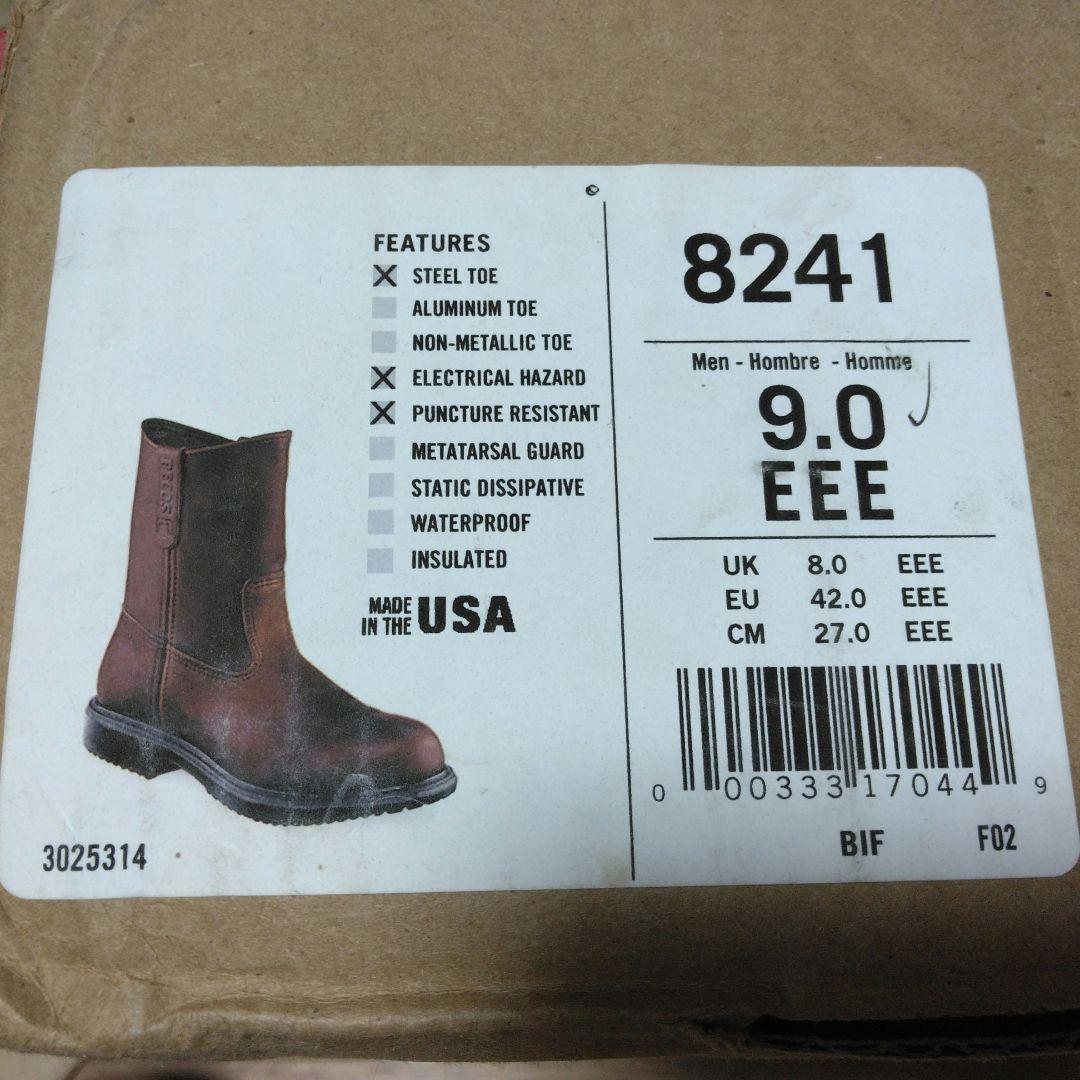 FEATURES
X STEEL TOE
ALUMINUM TOE
NON-METALLIC TOE
X ELECTRICAL HAZARD
X PUNCTURE RESISTANT
METATARSAL GUARD
STATIC DISSIPATIVE
WATERPROOF
INSULATED
MADE IN THE USA
PECOS
3025314
8241
Men - Hombre - Homme
9.0
EEE
UK 8.0 EEE
EU 42.0 EEE
CM 27.0 EEE
0 00333 17044 9
BIF F02